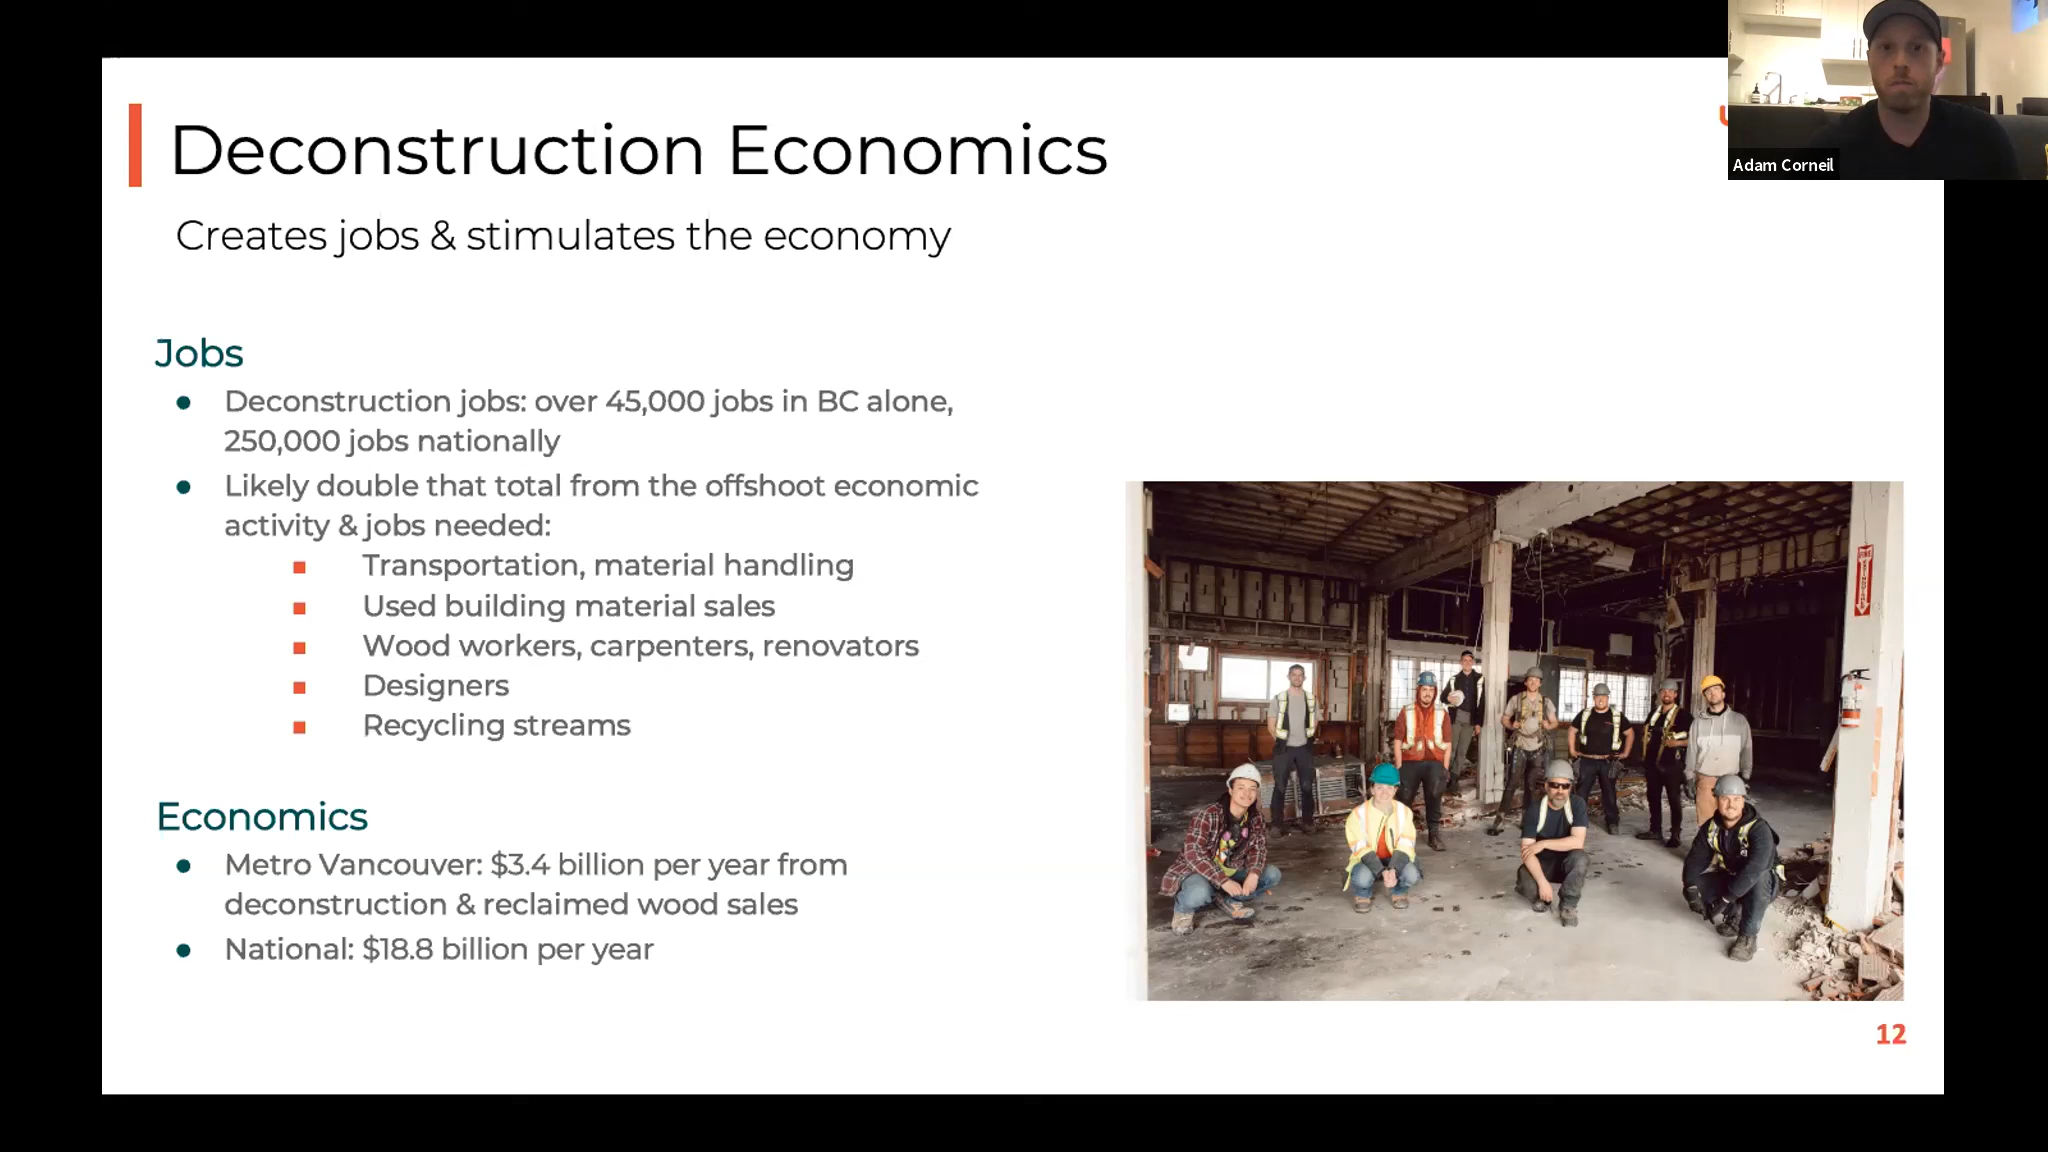 Deconstruction Economics
Creates jobs & stimulates the economy
Adam Corneil
Jobs
● Deconstruction jobs: over 45,000 jobs in BC alone,
250,000 jobs nationally
● Likely double that total from the offshoot economic
activity & jobs needed:
■ Transportation, material handling
■ Used building material sales
■ Wood workers, carpenters, renovators
■ Designers
■ Recycling streams
Economics
● Metro Vancouver: $3.4 billion per year from
deconstruction & reclaimed wood sales
● National: $18.8 billion per year
12